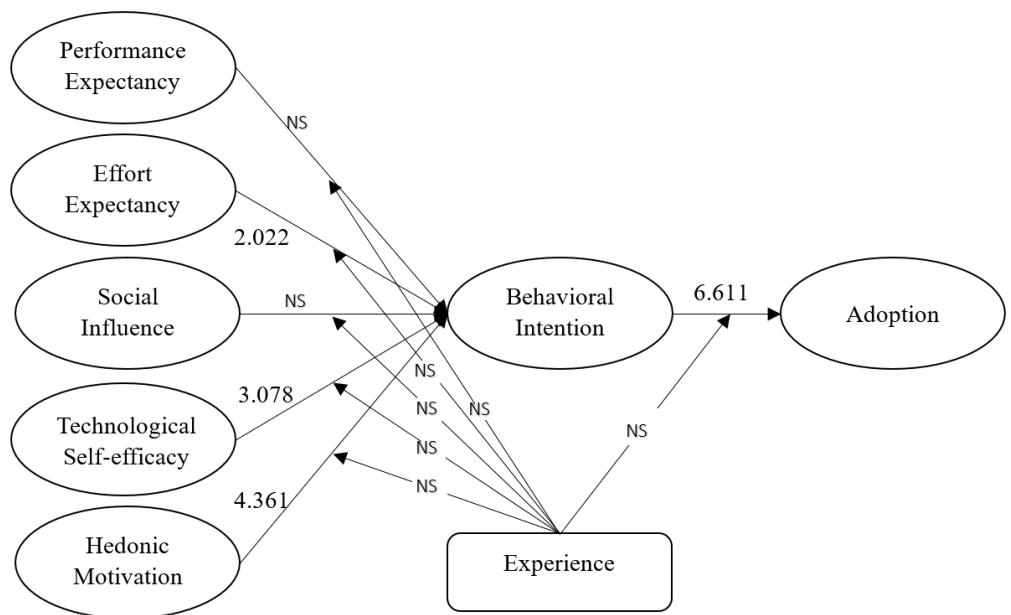 Performance
Expectancy
NS
Effort
Expectancy
2.022
Social
Influence
NS
Behavioral
Intention
6.611
Adoption
Technological
Self-efficacy
3.078
NS
NS
NS
NS
NS
NS
Hedonic
Motivation
4.361
Experience